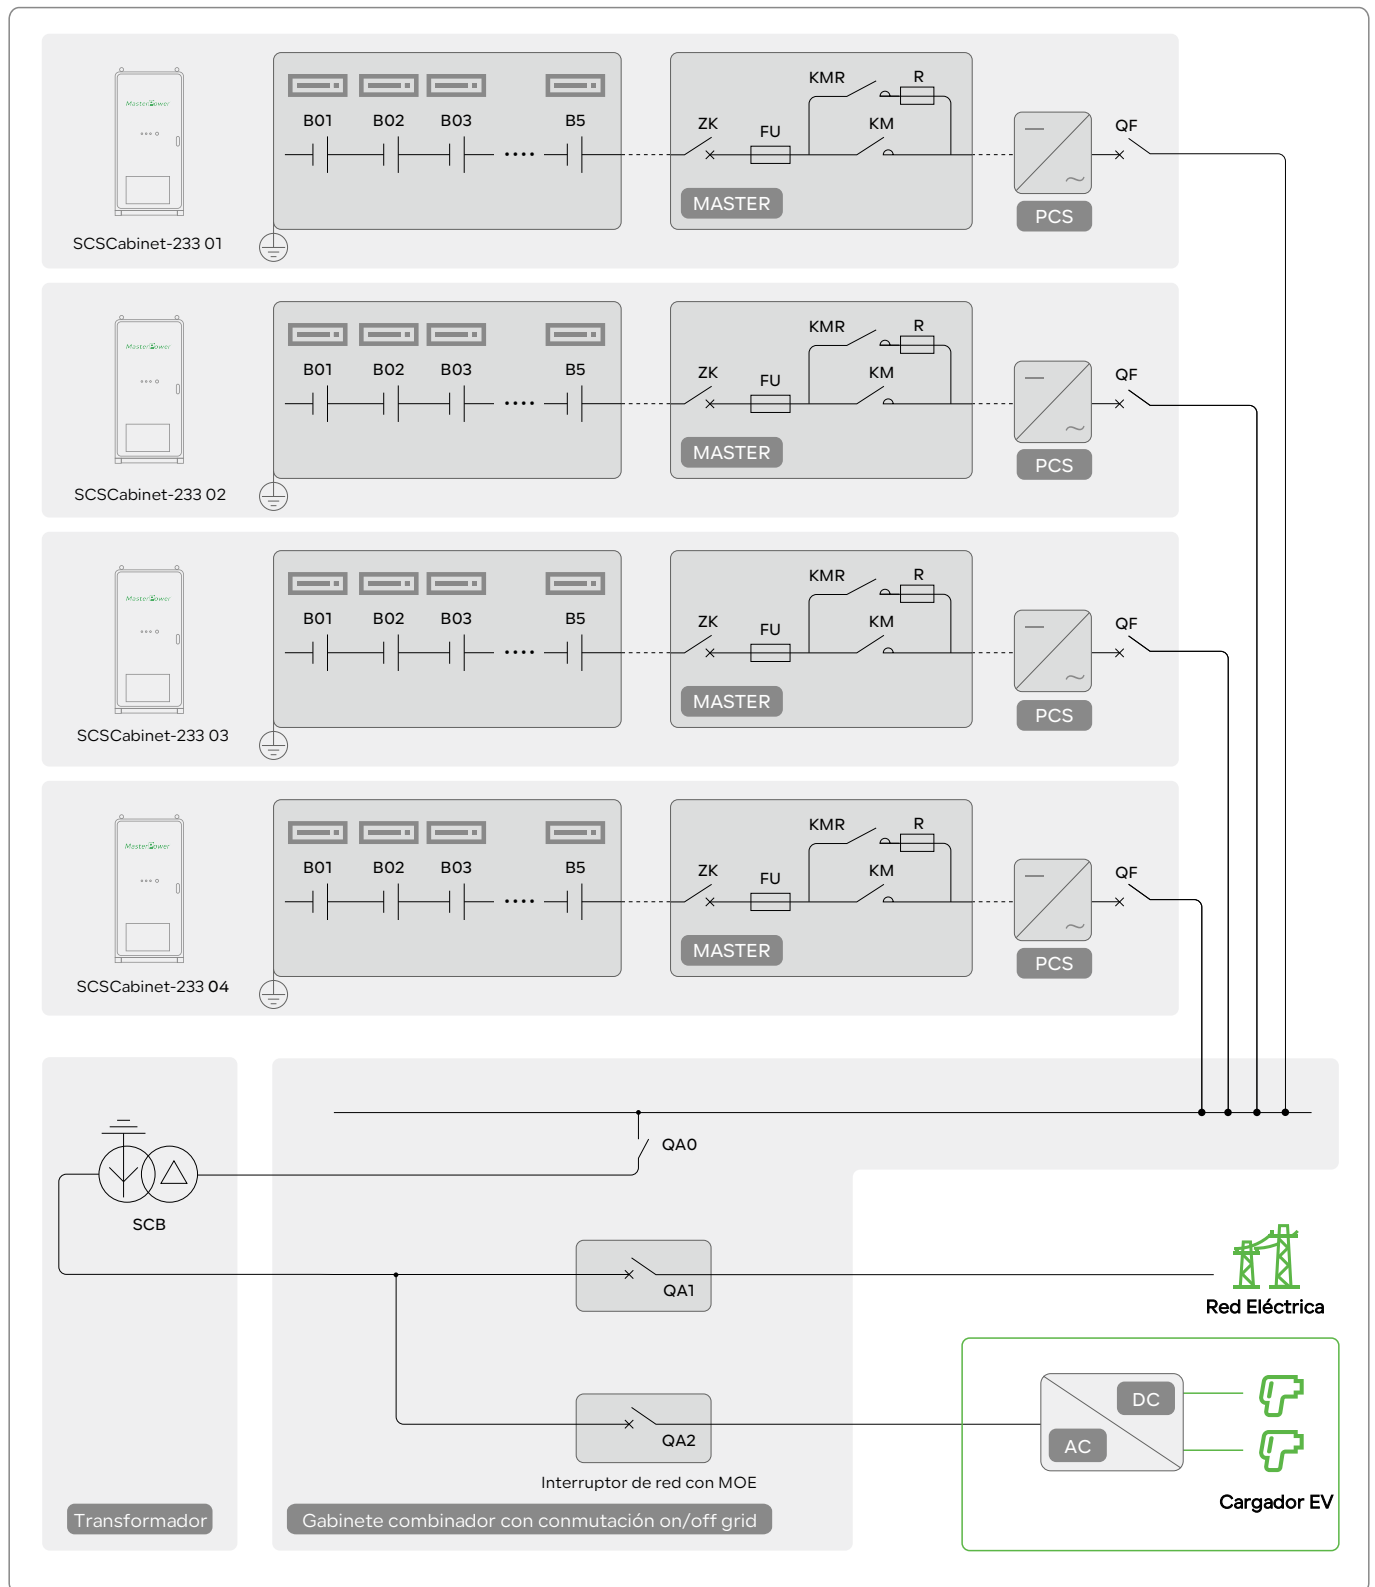 MasterPower
SCSCabinet-233 01
B01 B02 B03 B5
ZK FU KMR R KM
MASTER
PCS
QF
MasterPower
SCSCabinet-233 02
B01 B02 B03 B5
ZK FU KMR R KM
MASTER
PCS
QF
MasterPower
SCSCabinet-233 03
B01 B02 B03 B5
ZK FU KMR R KM
MASTER
PCS
QF
MasterPower
SCSCabinet-233 04
B01 B02 B03 B5
ZK FU KMR R KM
MASTER
PCS
QF
QA0
SCB
QA1
Red Eléctrica
QA2
Interruptor de red con MOE
DC
AC
Cargador EV
Transformador
Gabinete combinador con conmutación on/off grid